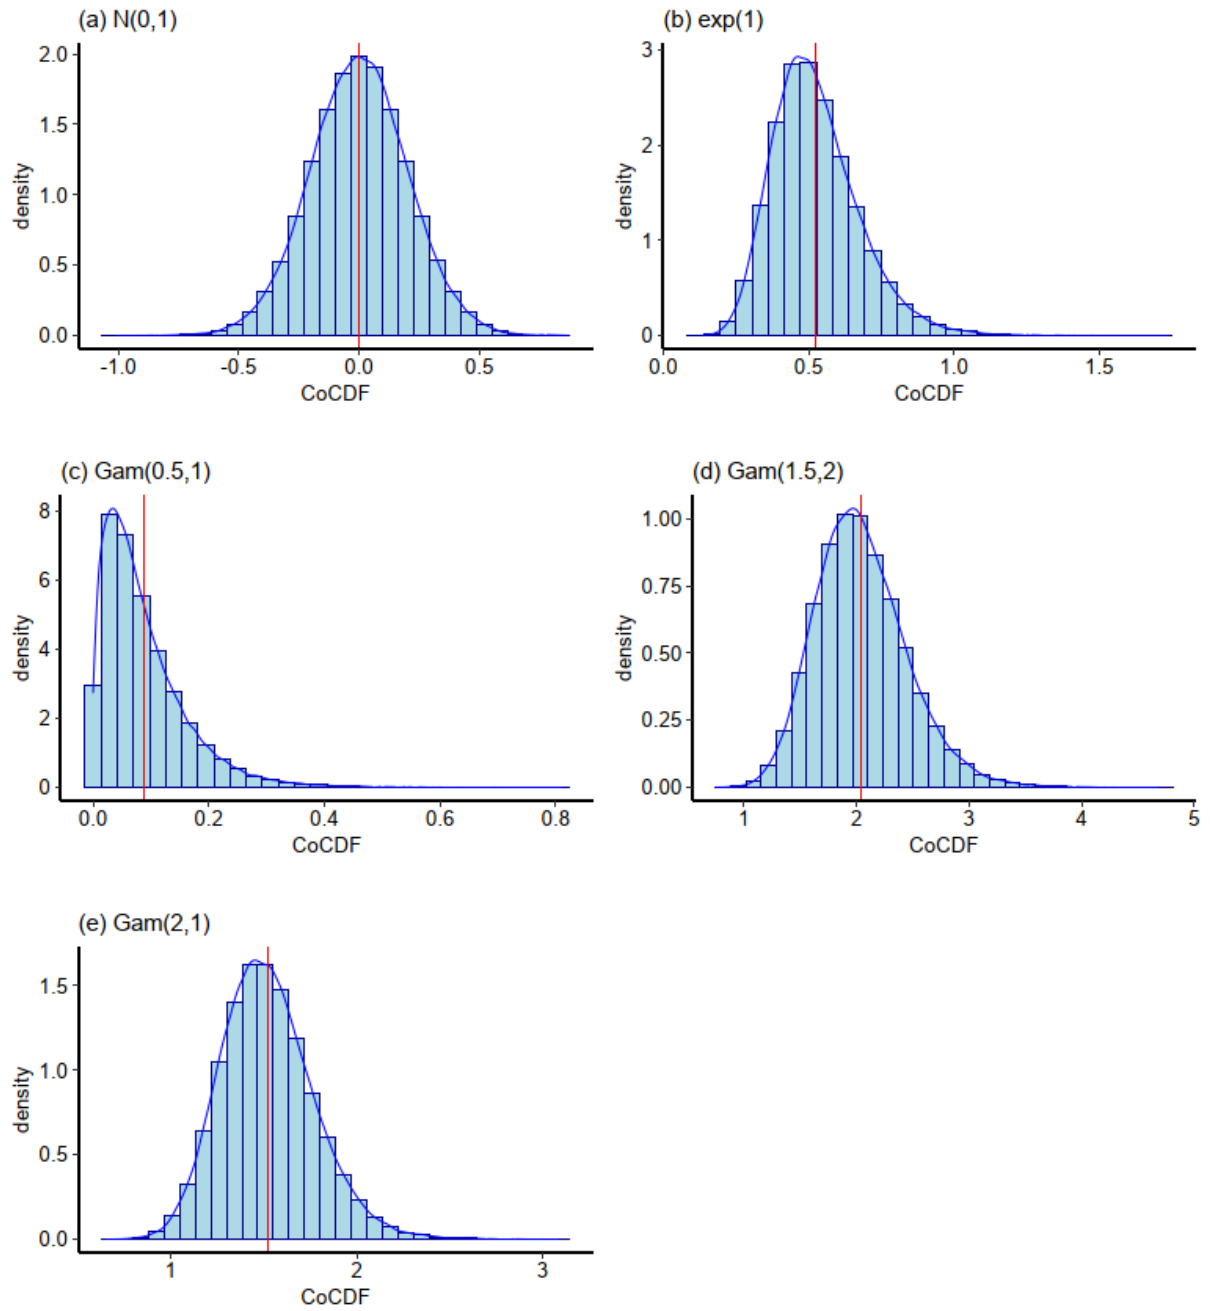 (a) N(0,1)
2.0
1.5
1.0
0.5
0.0
density
-1.0 -0.5 0.0 0.5
CoCDF
(b) exp(1)
3
2
1
0
density
0.0 0.5 1.0 1.5
CoCDF
(c) Gam(0.5,1)
8
6
4
2
0
density
0.0 0.2 0.4 0.6 0.8
CoCDF
(d) Gam(1.5,2)
1.00
0.75
0.50
0.25
0.00
density
1 2 3 4 5
CoCDF
(e) Gam(2,1)
1.5
1.0
0.5
0.0
density
1 2 3
CoCDF